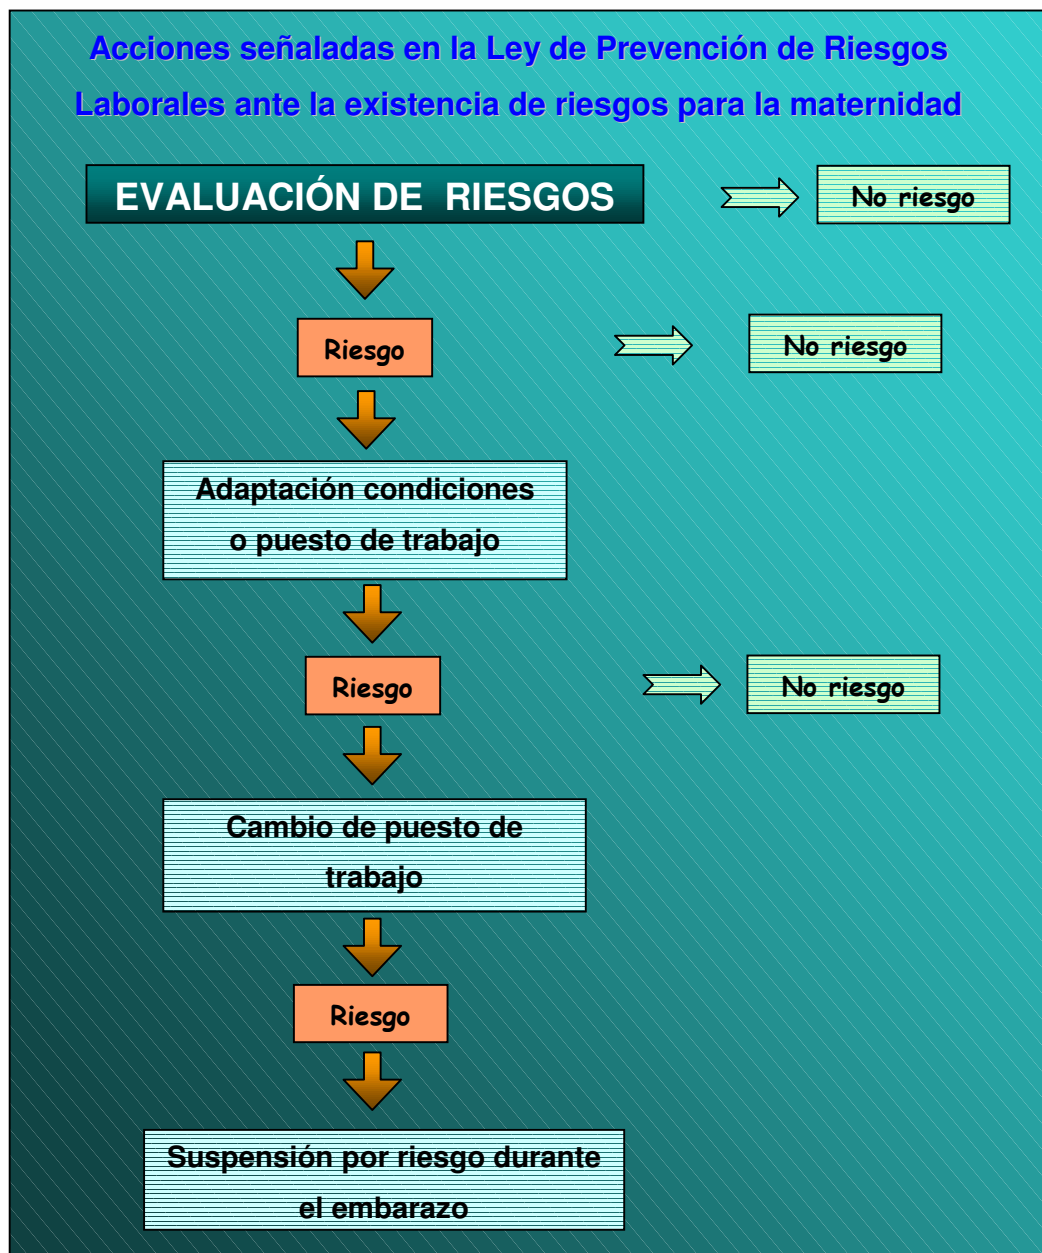 Acciones señaladas en la Ley de Prevención de Riesgos
Laborales ante la existencia de riesgos para la maternidad
EVALUACIÓN DE RIESGOS
No riesgo
Riesgo
No riesgo
Adaptación condiciones
o puesto de trabajo
Riesgo
No riesgo
Cambio de puesto de
trabajo
Riesgo
Suspensión por riesgo durante
el embarazo